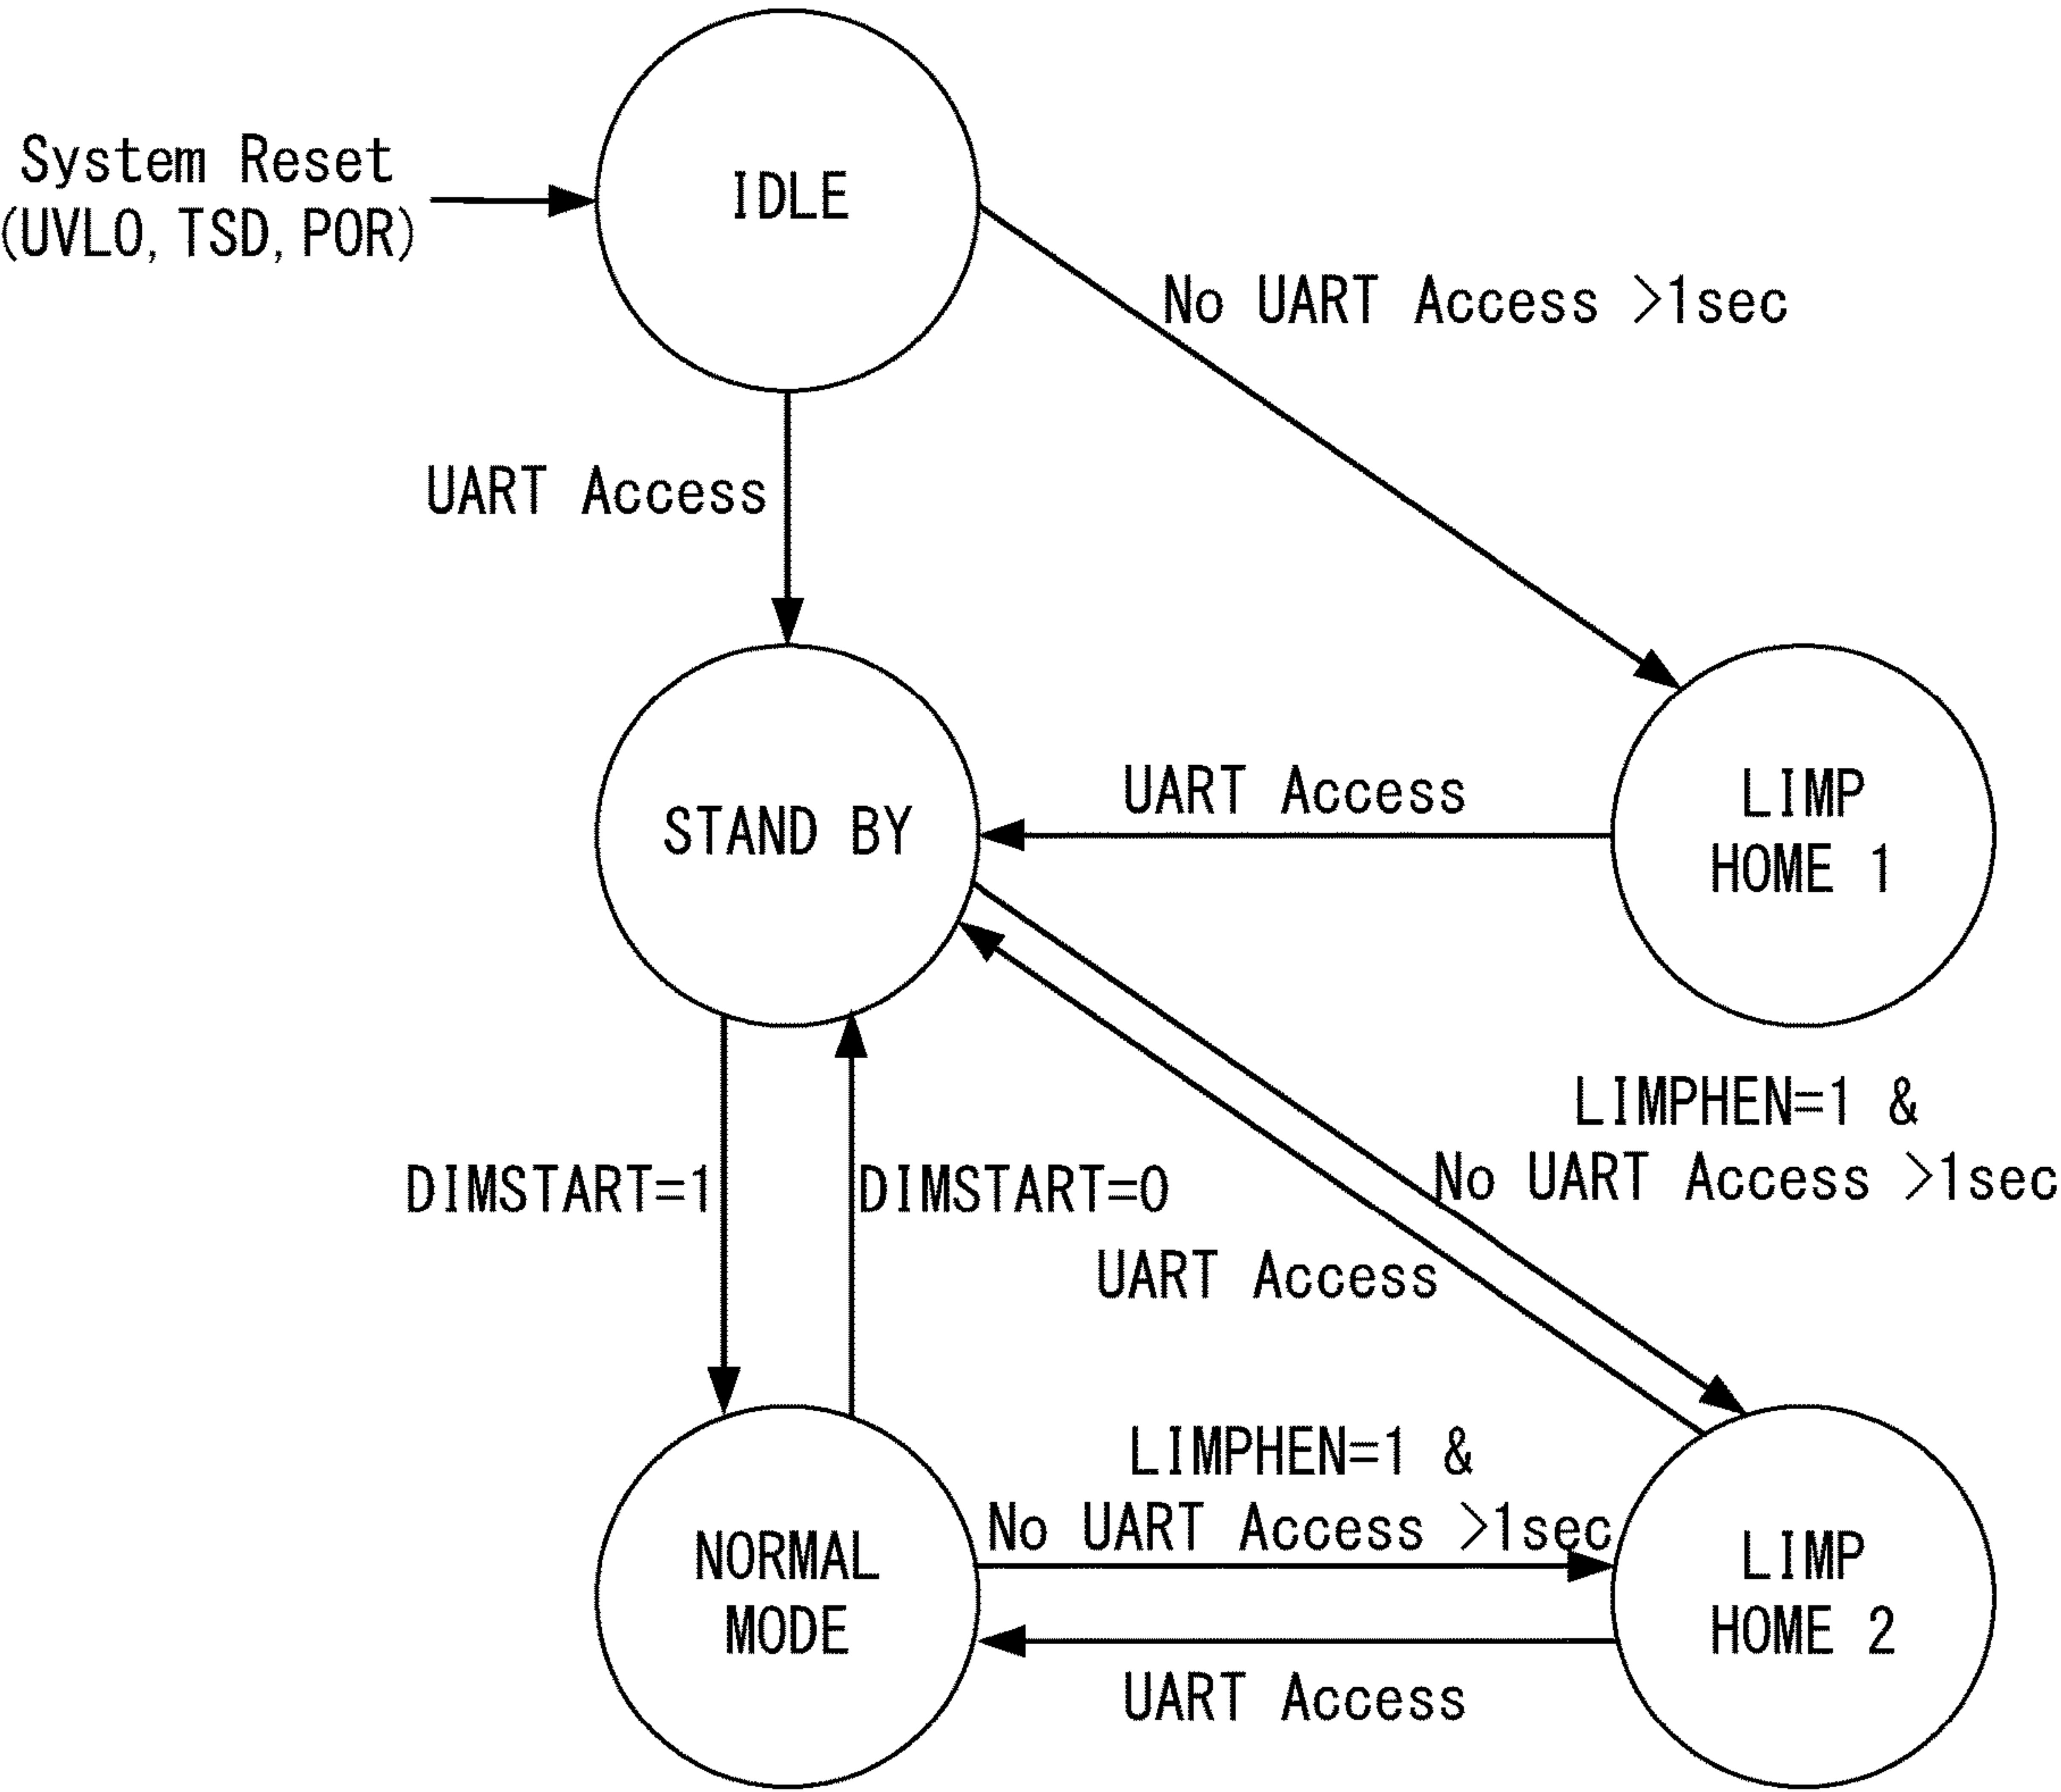 System Reset
(UVLO, TSD, POR)
IDLE
No UART Access >1sec
UART Access
STAND BY
UART Access
LIMP
HOME 1
LIMPHEN=1 &
No UART Access >1sec
DIMSTART=1
DIMSTART=0
UART Access
NORMAL
MODE
LIMPHEN=1 &
No UART Access >1sec
UART Access
LIMP
HOME 2